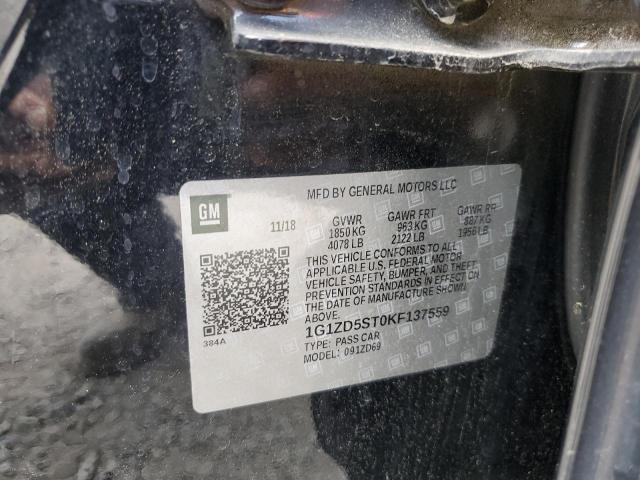 MFD BY GENERAL MOTORS LLC
GM
11/18 GVWR GAWR FRT GAWR RR
1850 KG 963 KG 887 KG
4078 LB 2122 LB 1956 LB
THIS VEHICLE CONFORMS TO ALL
APPLICABLE U.S. FEDERAL MOTOR
VEHICLE SAFETY, BUMPER, AND THEFT
PREVENTION STANDARDS IN EFFECT ON
THE DATE OF MANUFACTURE SHOWN
ABOVE.
1G1ZD5ST0KF137559
384A
TYPE: PASS CAR
MODEL: 091ZD69